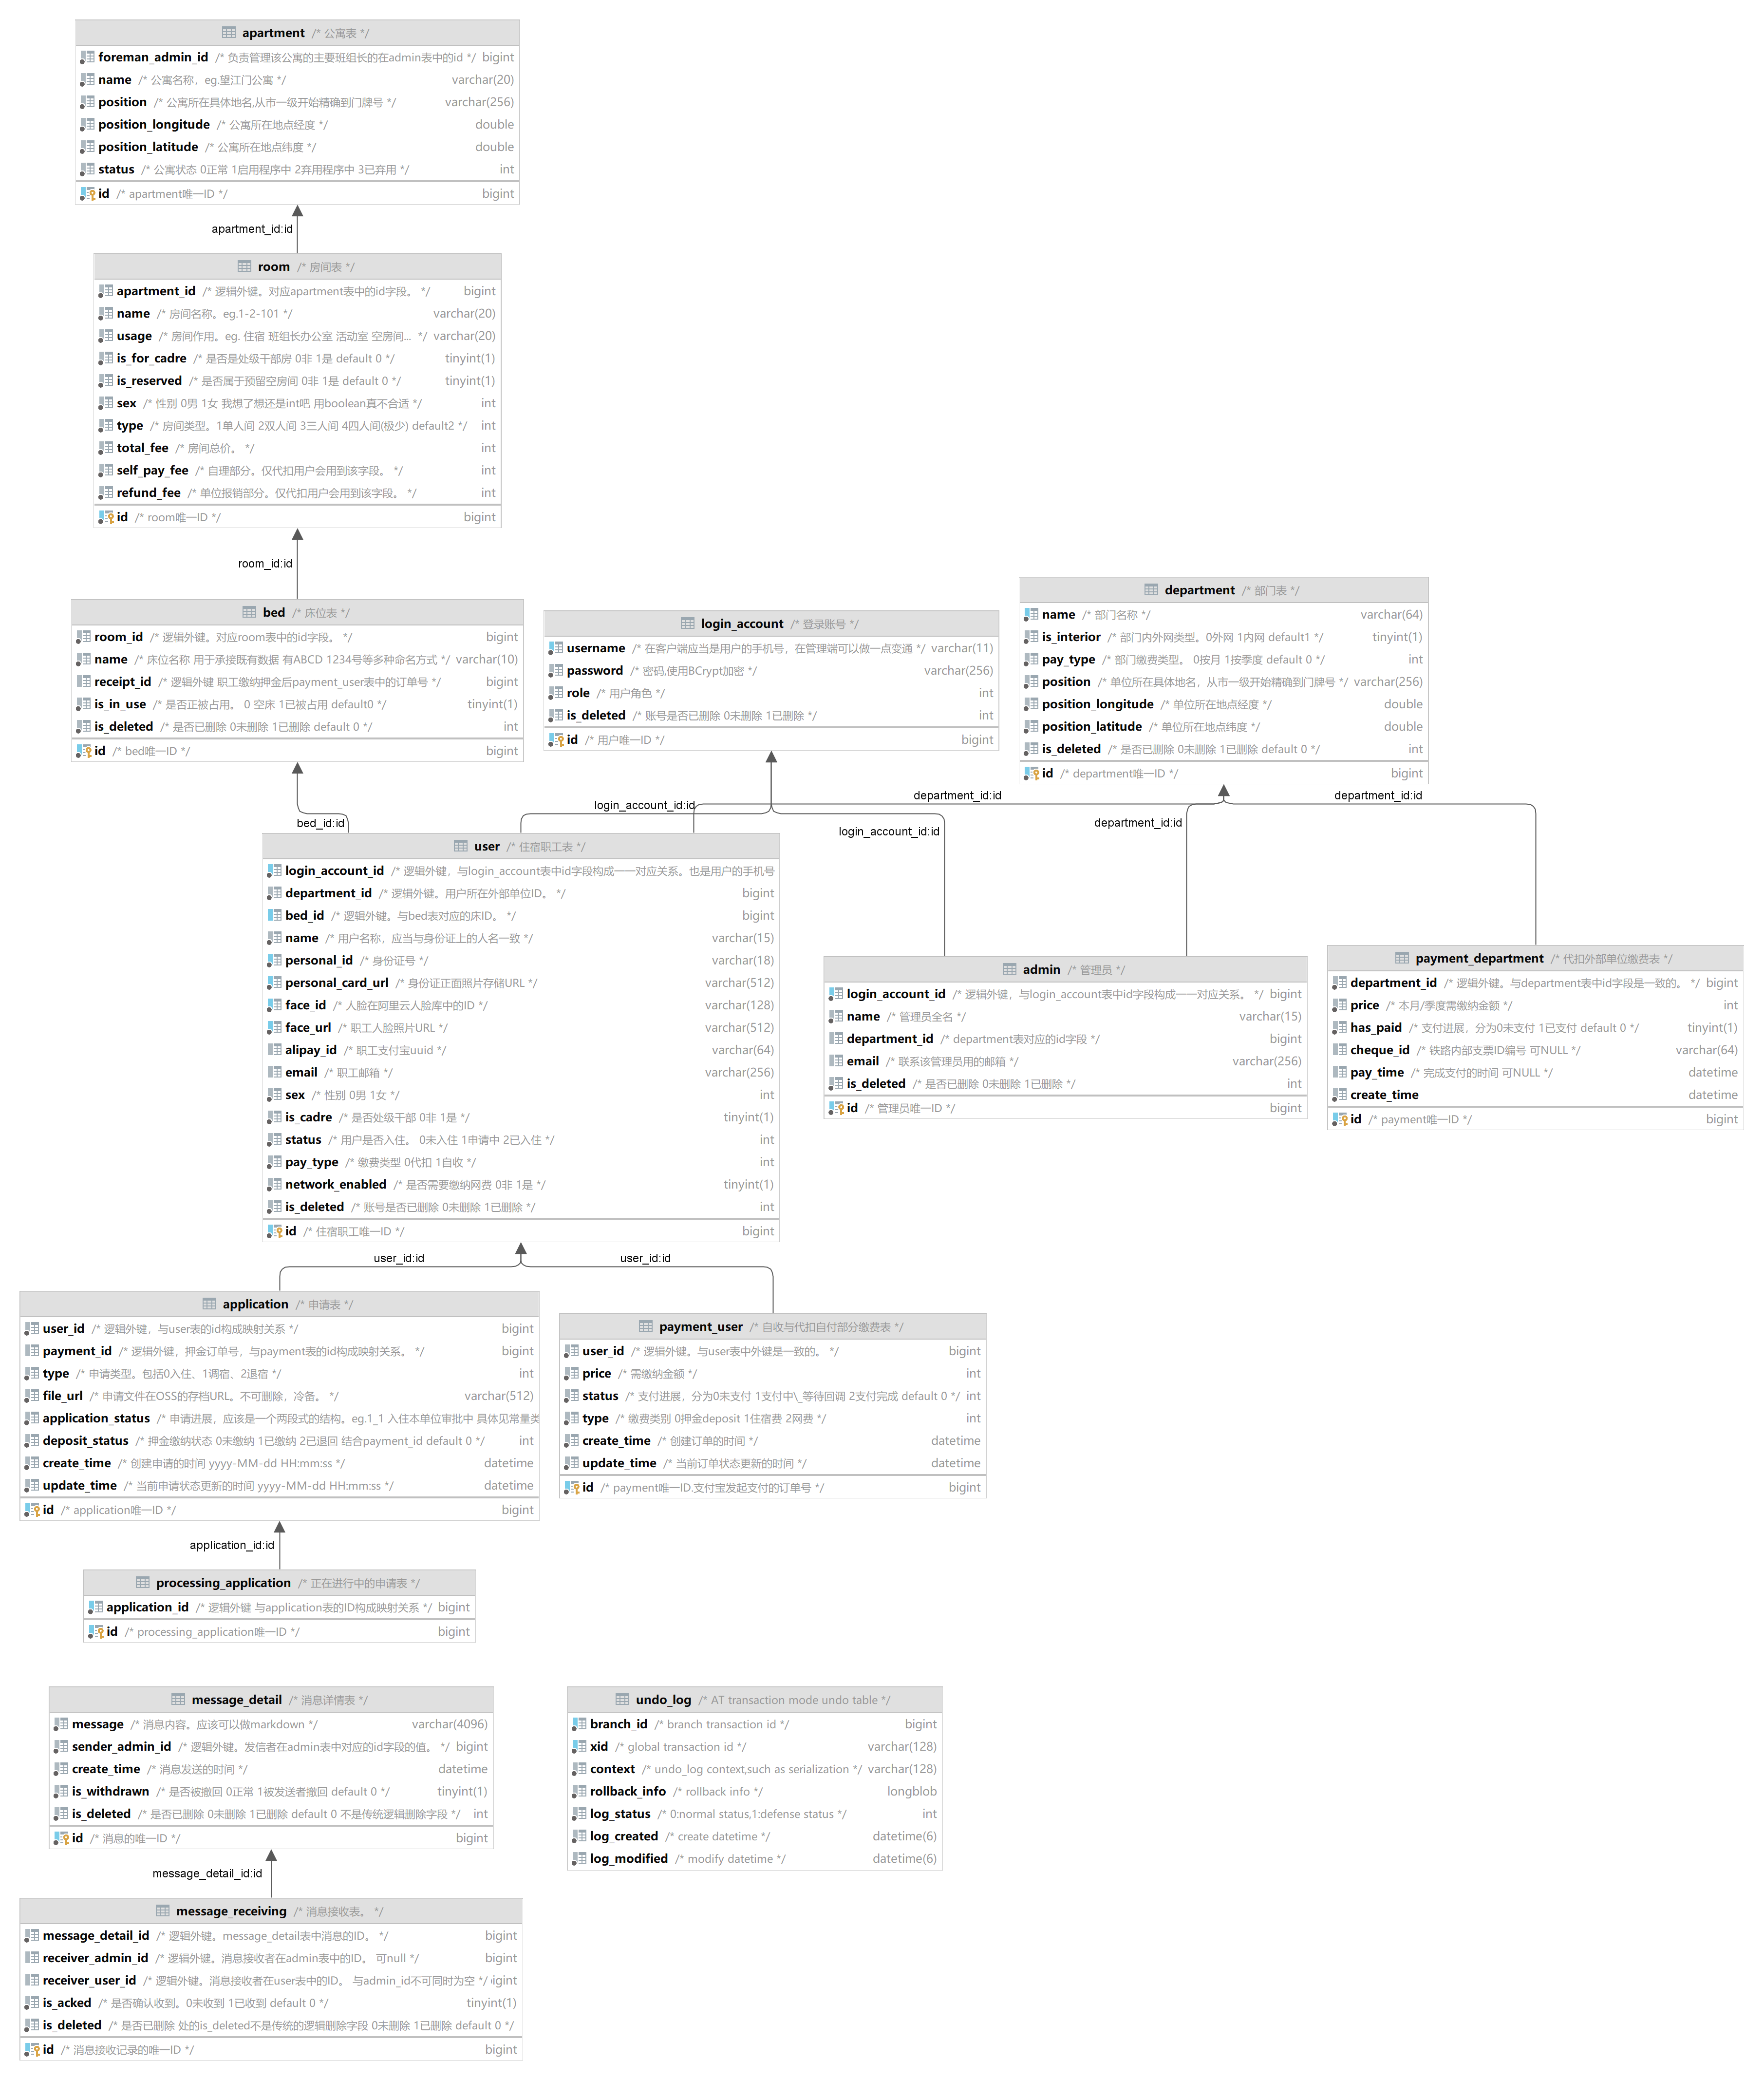 apartment /* 公寓表 */
foreman_admin_id /* 负责管理该公寓的主要班组长的在admin表中的id */ bigint
name /* 公寓名称，eg.望江门公寓 */ varchar(20)
position /* 公寓所在具体地名,从市一级开始精确到门牌号 */ varchar(256)
position_longitude /* 公寓所在地点经度 */ double
position_latitude /* 公寓所在地点纬度 */ double
status /* 公寓状态 0正常 1启用程序中 2弃用程序中 3已弃用 */ int
id /* apartment唯一ID */ bigint
apartment_id:id
room /* 房间表 */
apartment_id /* 逻辑外键。对应apartment表中的id字段。 */ bigint
name /* 房间名称。eg.1-2-101 */ varchar(20)
usage /* 房间作用。eg. 住宿 班组长办公室 活动室 空房间... */ varchar(20)
is_for_cadre /* 是否是处级干部房 0非 1是 default 0 */ tinyint(1)
is_reserved /* 是否属于预留空房间 0非 1是 default 0 */ tinyint(1)
sex /* 性别 0男 1女 我想了想还是int吧 用boolean真不合适 */ int
type /* 房间类型。1单人间 2双人间 3三人间 4四人间(极少) default2 */ int
total_fee /* 房间总价。 */ int
self_pay_fee /* 自理部分。仅代扣用户会用到该字段。 */ int
refund_fee /* 单位报销部分。仅代扣用户会用到该字段。 */ int
id /* room唯一ID */ bigint
room_id:id
bed /* 床位表 */
room_id /* 逻辑外键。对应room表中的id字段。 */ bigint
name /* 床位名称 用于承接既有数据 有ABCD 1234号等多种命名方式 */ varchar(10)
receipt_id /* 逻辑外键 职工缴纳押金后payment_user表中的订单号 */ bigint
is_in_use /* 是否正被占用。 0 空床 1已被占用 default0 */ tinyint(1)
is_deleted /* 是否已删除 0未删除 1已删除 default 0 */ int
id /* bed唯一ID */ bigint
login_account /* 登录账号 */
username /* 在客户端应当是用户的手机号，在管理端可以做一点变通 */ varchar(11)
password /* 密码,使用BCrypt加密 */ varchar(256)
role /* 用户角色 */ int
is_deleted /* 账号是否已删除 0未删除 1已删除 */ int
id /* 用户唯一ID */ bigint
department /* 部门表 */
name /* 部门名称 */ varchar(64)
is_interior /* 部门内外网类型。0外网 1内网 default1 */ tinyint(1)
pay_type /* 部门缴费类型。 0按月 1按季度 default 0 */ int
position /* 单位所在具体地名，从市一级开始精确到门牌号 */ varchar(256)
position_longitude /* 单位所在地点经度 */ double
position_latitude /* 单位所在地点纬度 */ double
is_deleted /* 是否已删除 0未删除 1已删除 default 0 */ int
id /* department唯一ID */ bigint
bed_id:id
login_account_id:id
department_id:id
login_account_id:id
department_id:id
department_id:id
user /* 住宿职工表 */
login_account_id /* 逻辑外键，与login_account表中id字段构成一一对应关系。也是用户的手机号
department_id /* 逻辑外键。用户所在外部单位ID。 */ bigint
bed_id /* 逻辑外键。与bed表对应的床ID。 */ bigint
name /* 用户名称，应当与身份证上的人名一致 */ varchar(15)
personal_id /* 身份证号 */ varchar(18)
personal_card_url /* 身份证正面照片存储URL */ varchar(512)
face_id /* 人脸在阿里云人脸库中的ID */ varchar(128)
face_url /* 职工人脸照片URL */ varchar(512)
alipay_id /* 职工支付宝uuid */ varchar(64)
email /* 职工邮箱 */ varchar(256)
sex /* 性别 0男 1女 */ int
is_cadre /* 是否处级干部 0非 1是 */ tinyint(1)
status /* 用户是否入住。 0未入住 1申请中 2已入住 */ int
pay_type /* 缴费类型 0代扣 1自收 */ int
network_enabled /* 是否需要缴纳网费 0非 1是 */ tinyint(1)
is_deleted /* 账号是否已删除 0未删除 1已删除 */ int
id /* 住宿职工唯一ID */ bigint
admin /* 管理员 */
login_account_id /* 逻辑外键，与login_account表中id字段构成一一对应关系。 */ bigint
name /* 管理员全名 */ varchar(15)
department_id /* department表对应的id字段 */ bigint
email /* 联系该管理员用的邮箱 */ varchar(256)
is_deleted /* 是否已删除 0未删除 1已删除 */ int
id /* 管理员唯一ID */ bigint
payment_department /* 代扣外部单位缴费表 */
department_id /* 逻辑外键。与department表中id字段是一致的。 */ bigint
price /* 本月/季度需缴纳金额 */ int
has_paid /* 支付进展，分为0未支付 1已支付 default 0 */ tinyint(1)
cheque_id /* 铁路内部支票ID编号 可NULL */ varchar(64)
pay_time /* 完成支付的时间 可NULL */ datetime
create_time datetime
id /* payment唯一ID */ bigint
user_id:id
user_id:id
application /* 申请表 */
user_id /* 逻辑外键，与user表的id构成映射关系 */ bigint
payment_id /* 逻辑外键，押金订单号，与payment表的id构成映射关系。 */ bigint
type /* 申请类型。包括0入住、1调宿、2退宿 */ int
file_url /* 申请文件在OSS的存档URL。不可删除，冷备。 */ varchar(512)
application_status /* 申请进展，应该是一个两段式的结构。eg.1_1 入住本单位审批中 具体见常量类
deposit_status /* 押金缴纳状态 0未缴纳 1已缴纳 2已退回 结合payment_id default 0 */ int
create_time /* 创建申请的时间 yyyy-MM-dd HH:mm:ss */ datetime
update_time /* 当前申请状态更新的时间 yyyy-MM-dd HH:mm:ss */ datetime
id /* application唯一ID */ bigint
payment_user /* 自收与代扣自付部分缴费表 */
user_id /* 逻辑外键。与user表中外键是一致的。 */ bigint
price /* 需缴纳金额 */ int
status /* 支付进展，分为0未支付 1支付中\_等待回调 2支付完成 default 0 */ int
type /* 缴费类别 0押金deposit 1住宿费 2网费 */ int
create_time /* 创建订单的时间 */ datetime
update_time /* 当前订单状态更新的时间 */ datetime
id /* payment唯一ID.支付宝发起支付的订单号 */ bigint
application_id:id
processing_application /* 正在进行中的申请表 */
application_id /* 逻辑外键 与application表的ID构成映射关系 */ bigint
id /* processing_application唯一ID */ bigint
message_detail /* 消息详情表 */
message /* 消息内容。应该可以做markdown */ varchar(4096)
sender_admin_id /* 逻辑外键。发信者在admin表中对应的id字段的值。 */ bigint
create_time /* 消息发送的时间 */ datetime
is_withdrawn /* 是否被撤回 0正常 1被发送者撤回 default 0 */ tinyint(1)
is_deleted /* 是否已删除 0未删除 1已删除 default 0 不是传统逻辑删除字段 */ int
id /* 消息的唯一ID */ bigint
undo_log /* AT transaction mode undo table */
branch_id /* branch transaction id */ bigint
xid /* global transaction id */ varchar(128)
context /* undo_log context,such as serialization */ varchar(128)
rollback_info /* rollback info */ longblob
log_status /* 0:normal status,1:defense status */ int
log_created /* create datetime */ datetime(6)
log_modified /* modify datetime */ datetime(6)
message_detail_id:id
message_receiving /* 消息接收表。 */
message_detail_id /* 逻辑外键。message_detail表中消息的ID。 */ bigint
receiver_admin_id /* 逻辑外键。消息接收者在admin表中的ID。 可null */ bigint
receiver_user_id /* 逻辑外键。消息接收者在user表中的ID。 与admin_id不可同时为空 */ igint
is_acked /* 是否确认收到。0未收到 1已收到 default 0 */ tinyint(1)
is_deleted /* 是否已删除 处的is_deleted不是传统的逻辑删除字段 0未删除 1已删除 default 0 */
id /* 消息接收记录的唯一ID */ bigint